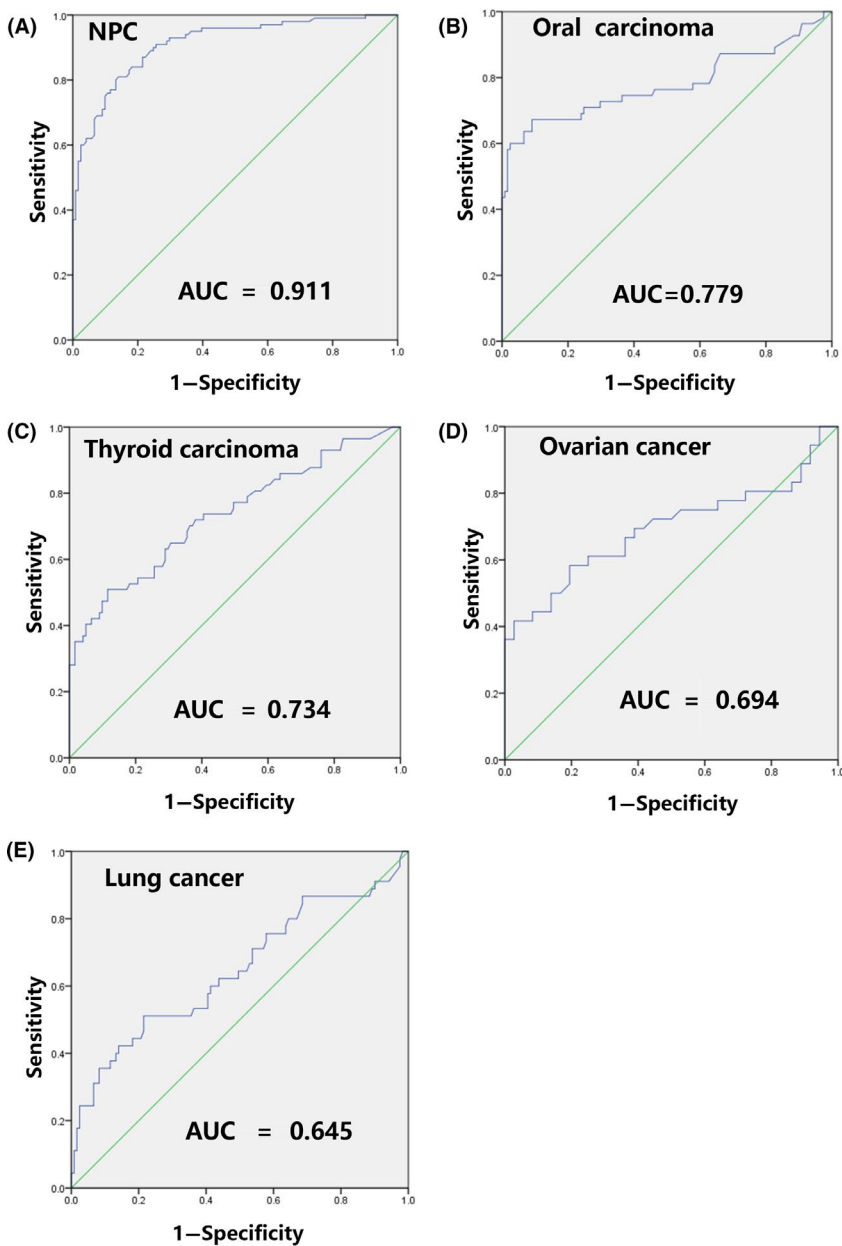 (A)
NPC
1.0
0.8
0.6
0.4
0.2
0.0
Sensitivity
AUC = 0.911
0.0 0.2 0.4 0.6 0.8 1.0
1−Specificity
(B)
Oral carcinoma
1.0
0.8
0.6
0.4
0.2
0.0
Sensitivity
AUC=0.779
0.0 0.2 0.4 0.6 0.8 1.0
1−Specificity
(C)
Thyroid carcinoma
1.0
0.8
0.6
0.4
0.2
0.0
Sensitivity
AUC = 0.734
0.0 0.2 0.4 0.6 0.8 1.0
1−Specificity
(D)
Ovarian cancer
1.0
0.8
0.6
0.4
0.2
0.0
Sensitivity
AUC = 0.694
0.0 0.2 0.4 0.6 0.8 1.0
1−Specificity
(E)
Lung cancer
1.0
0.8
0.6
0.4
0.2
0.0
Sensitivity
AUC = 0.645
0.0 0.2 0.4 0.6 0.8 1.0
1−Specificity